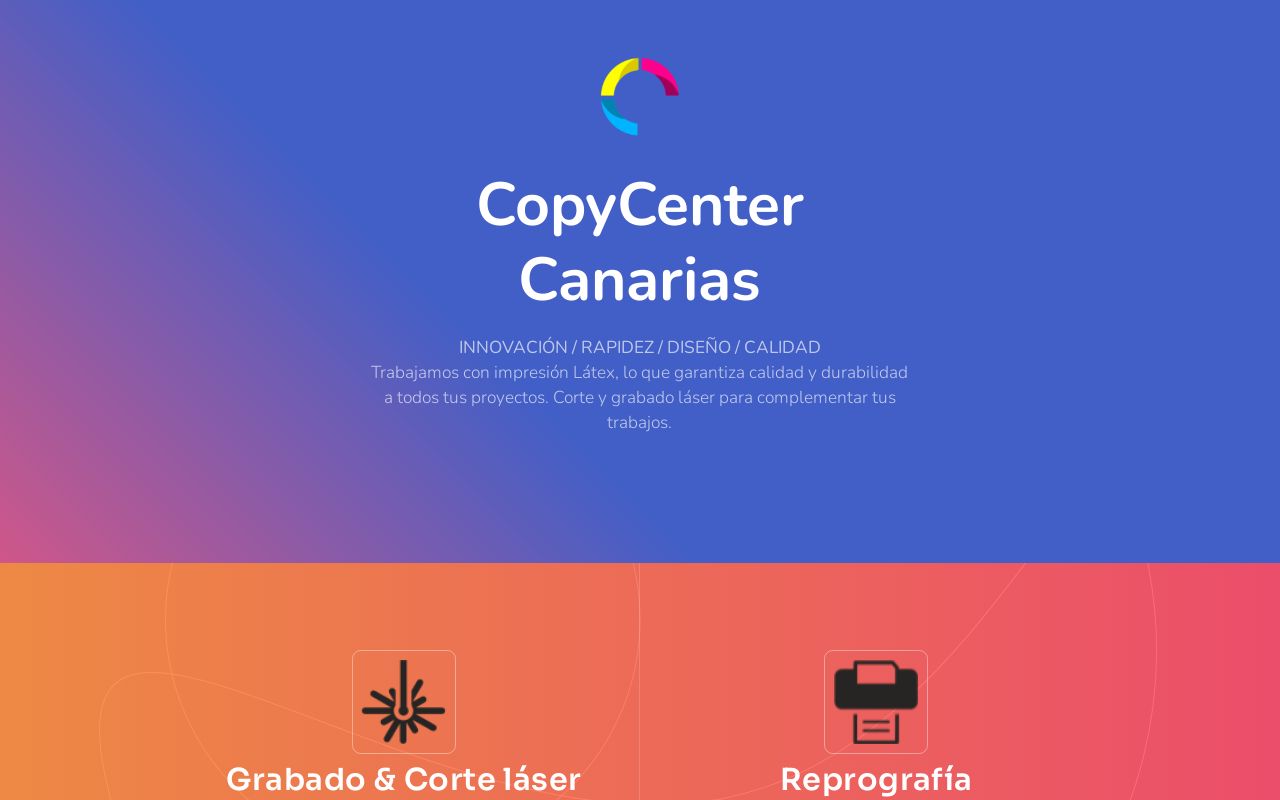 CopyCenter
Canarias
INNOVACIÓN / RAPIDEZ / DISEÑO / CALIDAD
Trabajamos con impresión Látex, lo que garantiza calidad y durabilidad
a todos tus proyectos. Corte y grabado láser para complementar tus
trabajos.
Grabado & Corte láser
Reprografía